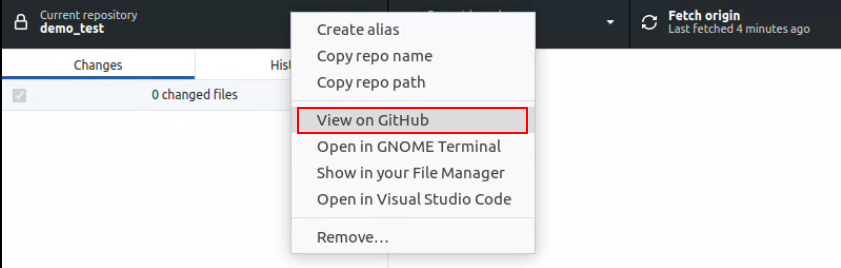 Current repository
demo_test
Fetch origin
Last fetched 4 minutes ago
Changes
0 changed files
Create alias
Copy repo name
Copy repo path
View on GitHub
Open in GNOME Terminal
Show in your File Manager
Open in Visual Studio Code
Remove...